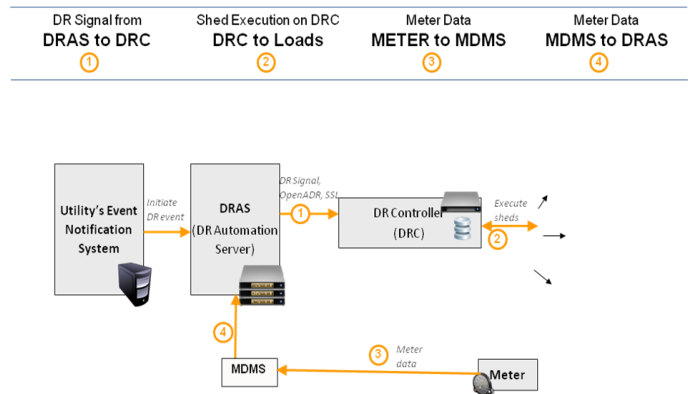 DR Signal from
DRAS to DRC
1
Shed Execution on DRC
DRC to Loads
2
Meter Data
METER to MDMS
3
Meter Data
MDMS to DRAS
4
Utility's Event
Notification
System
Initiate
DR event
DRAS
(DR Automation
Server)
DR Signal,
OpenADR, SSL
1
DR Controller
(DRC)
Execute
sheds
2
4
MDMS
3
Meter
data
Meter